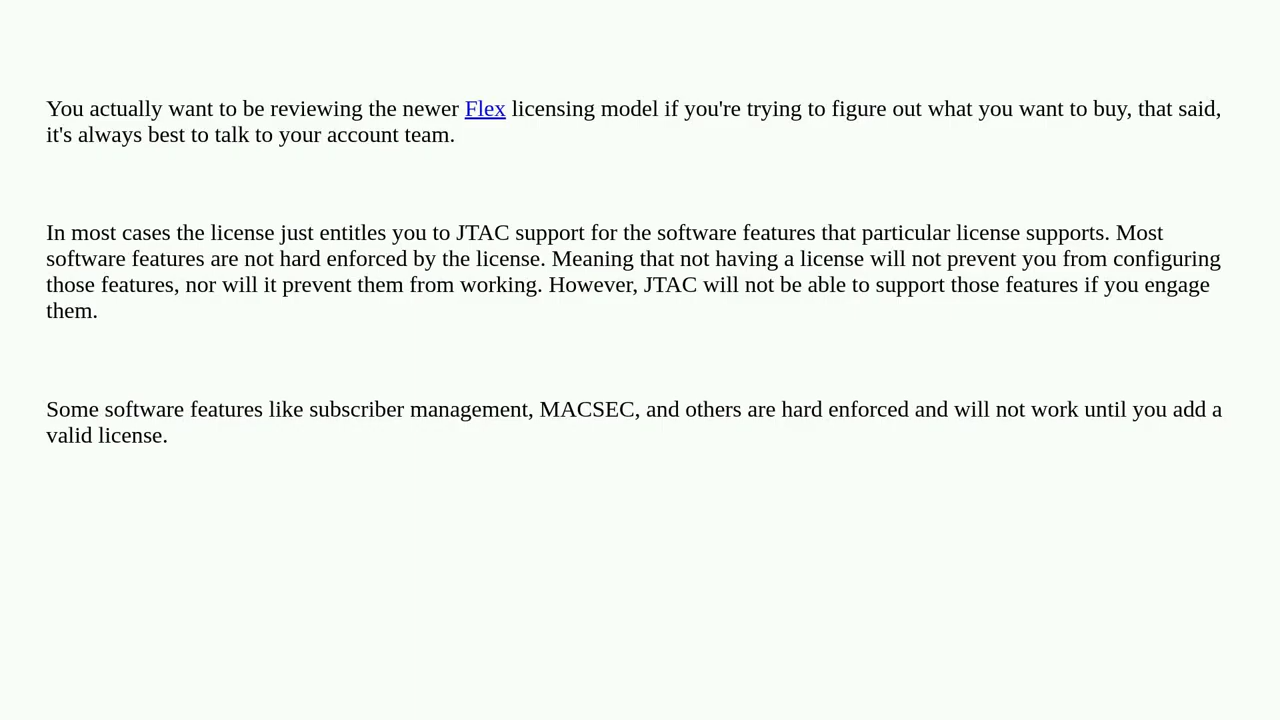 You actually want to be reviewing the newer Flex licensing model if you're trying to figure out what you want to buy, that said,
it's always best to talk to your account team.
In most cases the license just entitles you to JTAC support for the software features that particular license supports. Most
software features are not hard enforced by the license. Meaning that not having a license will not prevent you from configuring
those features, nor will it prevent them from working. However, JTAC will not be able to support those features if you engage
them.
Some software features like subscriber management, MACSEC, and others are hard enforced and will not work until you add a
valid license.